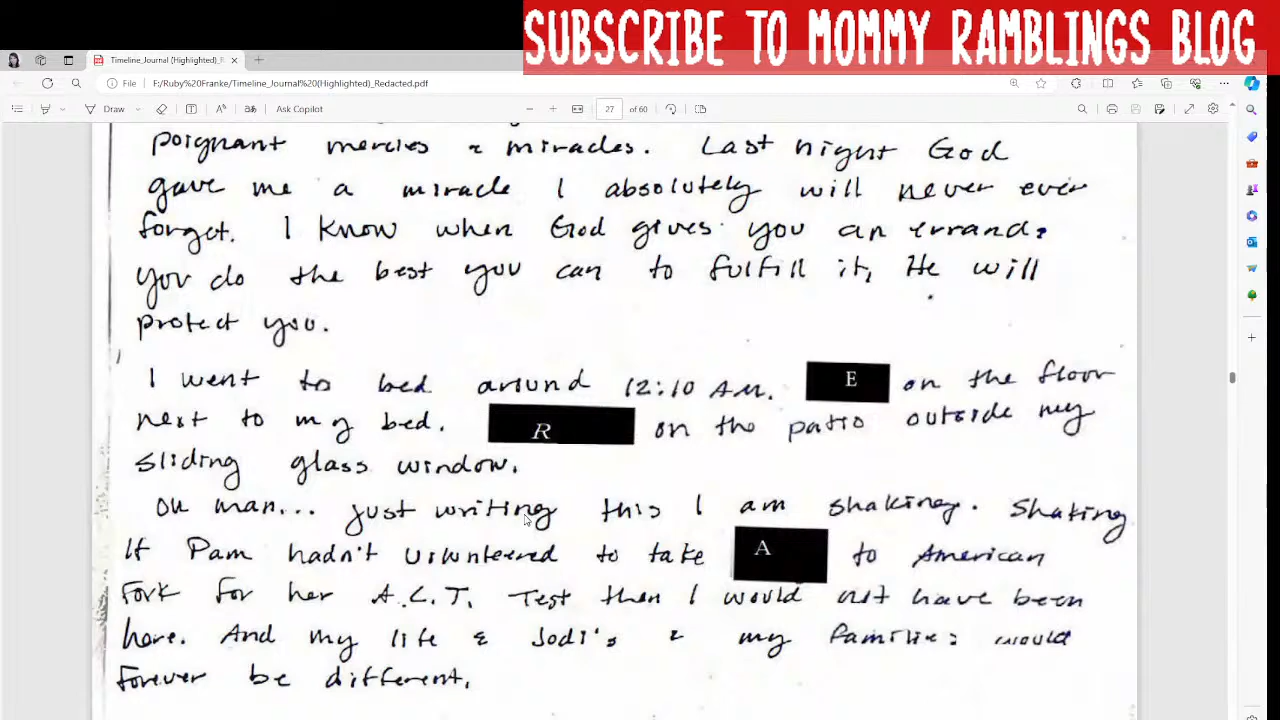 SUBSCRIBE TO MOMMY RAMBLINGS BLOG
Timeline_Journal (Highlighted)_R
File F:/Ruby%20Franke/Timeline_Journal%20(Highlighted)_Redacted.pdf
Draw Ask Copilot 27 of 60
poignant mercies & miracles. Last night God
gave me a miracle I absolutely will never ever
forget. I know when God gives you an errand,
you do the best you can to fulfill it, He will
protect you.
I went to bed around 12:10 AM. E on the floor
next to my bed. R on the patio outside my
sliding glass window.
Oh man... just writing this I am shaking. Shaking
If Pam hadn't volunteered to take A to American
Fork for her A.C.T. Test then I would not have been
here. And my life & Jodi's & my families would
forever be different.